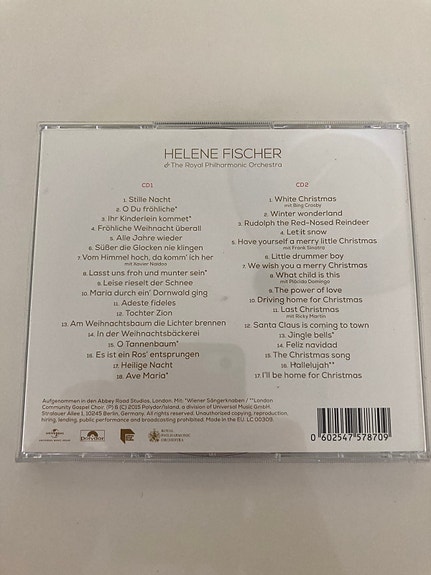 HELENE FISCHER
& The Royal Philharmonic Orchestra
CD1
1. Stille Nacht
2. O Du fröhliche*
3. Ihr Kinderlein kommet*
4. Fröhliche Weihnacht überall
5. Alle Jahre wieder
6. Süßer die Glocken nie klingen
7. Vom Himmel hoch, da komm' ich her
mit Xavier Naidoo
8. Lasst uns froh und munter sein*
9. Leise rieselt der Schnee
10. Maria durch ein' Dornwald ging
11. Adeste fideles
12. Tochter Zion
13. Am Weihnachtsbaum die Lichter brennen
14. In der Weihnachtsbäckerei
15. O Tannenbaum*
16. Es ist ein Ros' entsprungen
17. Heilige Nacht
18. Ave Maria*
CD2
1. White Christmas
mit Bing Crosby
2. Winter wonderland
3. Rudolph the Red-Nosed Reindeer
4. Let it snow
5. Have yourself a merry little Christmas
mit Frank Sinatra
6. Little drummer boy
7. We wish you a merry Christmas
8. What child is this
mit Plácido Domingo
9. The power of love
10. Driving home for Christmas
11. Last Christmas
mit Ricky Martin
12. Santa Claus is coming to town
13. Jingle bells*
14. Feliz navidad
15. The Christmas song
16. Hallelujah**
17. I'll be home for Christmas
Aufgenommen in den Abbey Road Studios, London. Mit: *Wiener Sängerknaben / **London
Community Gospel Choir. (P) & (C) 2015 Polydor/Island, a division of Universal Music GmbH,
Stralauer Allee 1, 10245 Berlin, Germany. All rights reserved. Unauthorized copying, reproduction,
hiring, lending, public performance and broadcasting prohibited. Made in the EU. LC 00309.
0 602547 578709
UNIVERSAL
polydor
ROYAL
PHILHARMONIC
ORCHESTRA